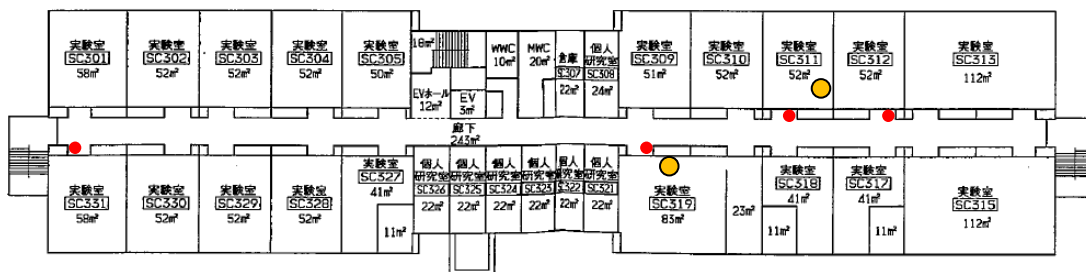 実験室
SC301
58㎡
実験室
SC302
52㎡
実験室
SC303
52㎡
実験室
SC304
52㎡
実験室
SC305
50㎡
18㎡
EVホール
12㎡
EV
3㎡
WWC
10㎡
MWC
20㎡
倉庫
SC307
22㎡
個人
研究室
SC308
24㎡
実験室
SC309
51㎡
実験室
SC310
52㎡
実験室
SC311
52㎡
実験室
SC312
52㎡
実験室
SC313
112㎡
廊下
243㎡
実験室
SC331
58㎡
実験室
SC330
52㎡
実験室
SC329
52㎡
実験室
SC328
52㎡
実験室
SC327
41㎡
11㎡
個人
研究室
SC326
22㎡
個人
研究室
SC325
22㎡
個人
研究室
SC324
22㎡
個人
研究室
SC323
22㎡
個人
研究室
SC322
22㎡
個人
研究室
SC321
22㎡
実験室
SC319
83㎡
23㎡
実験室
SC318
41㎡
11㎡
実験室
SC317
41㎡
11㎡
実験室
SC315
112㎡